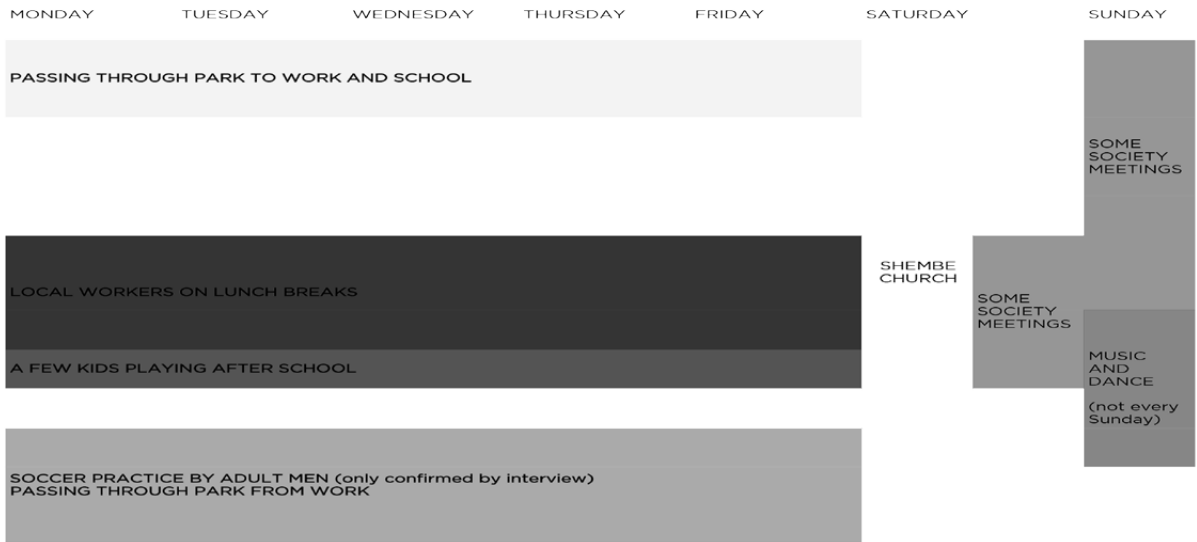 MONDAY TUESDAY WEDNESDAY THURSDAY FRIDAY SATURDAY SUNDAY
PASSING THROUGH PARK TO WORK AND SCHOOL
SOME
SOCIETY
MEETINGS
LOCAL WORKERS ON LUNCH BREAKS
SHEMBE
CHURCH
SOME
SOCIETY
MEETINGS
A FEW KIDS PLAYING AFTER SCHOOL
MUSIC
AND
DANCE
(not every
Sunday)
SOCCER PRACTICE BY ADULT MEN (only confirmed by interview)
PASSING THROUGH PARK FROM WORK